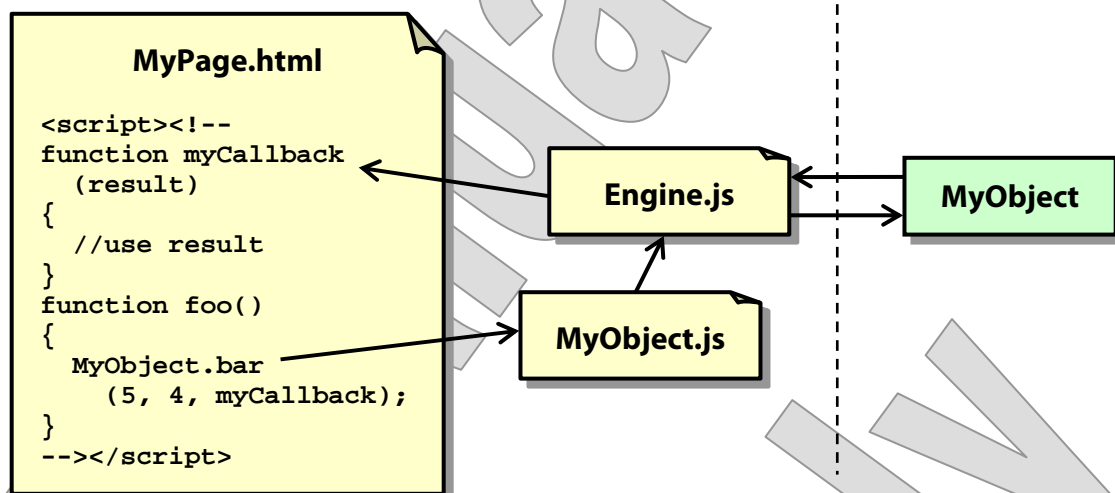 MyPage.html
<script><!--
function myCallback
(result)
{
//use result
}
function foo()
{
MyObject.bar
(5, 4, myCallback);
}
--></script>
Engine.js
MyObject
MyObject.js